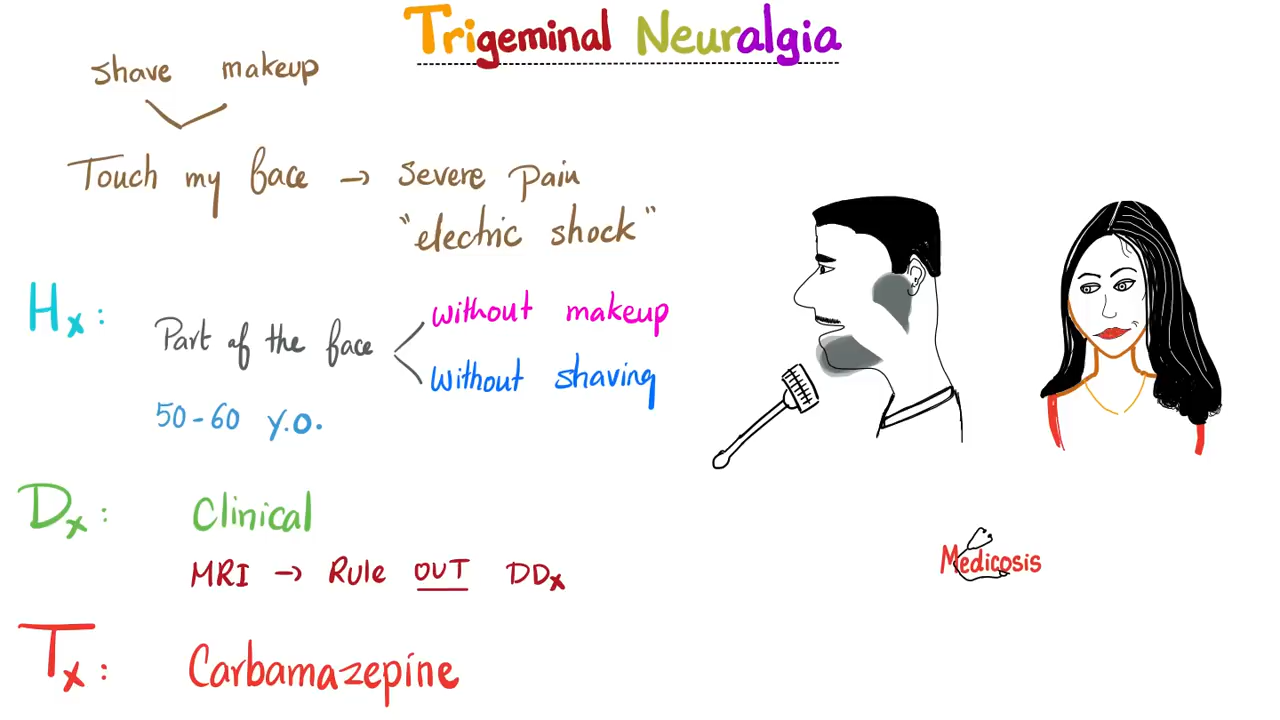 Trigeminal Neuralgia
shave makeup
Touch my face → severe pain
"electric shock"
Hx:
Part of the face
without makeup
without shaving
50-60 y.o.
Dx: Clinical
MRI → Rule OUT DDx
Tx: Carbamazepine
Medicosis